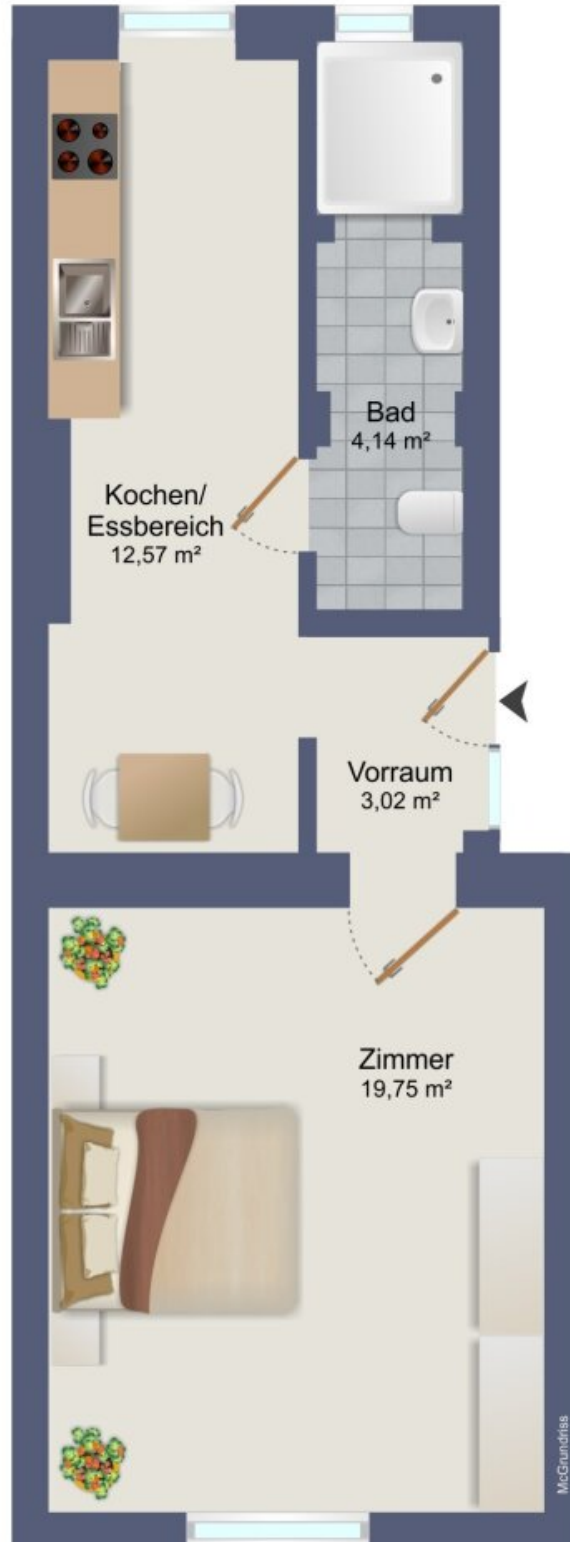 Bad
4,14 m²
Kochen/
Essbereich
12,57 m²
Vorraum
3,02 m²
Zimmer
19,75 m²
McGrundriss